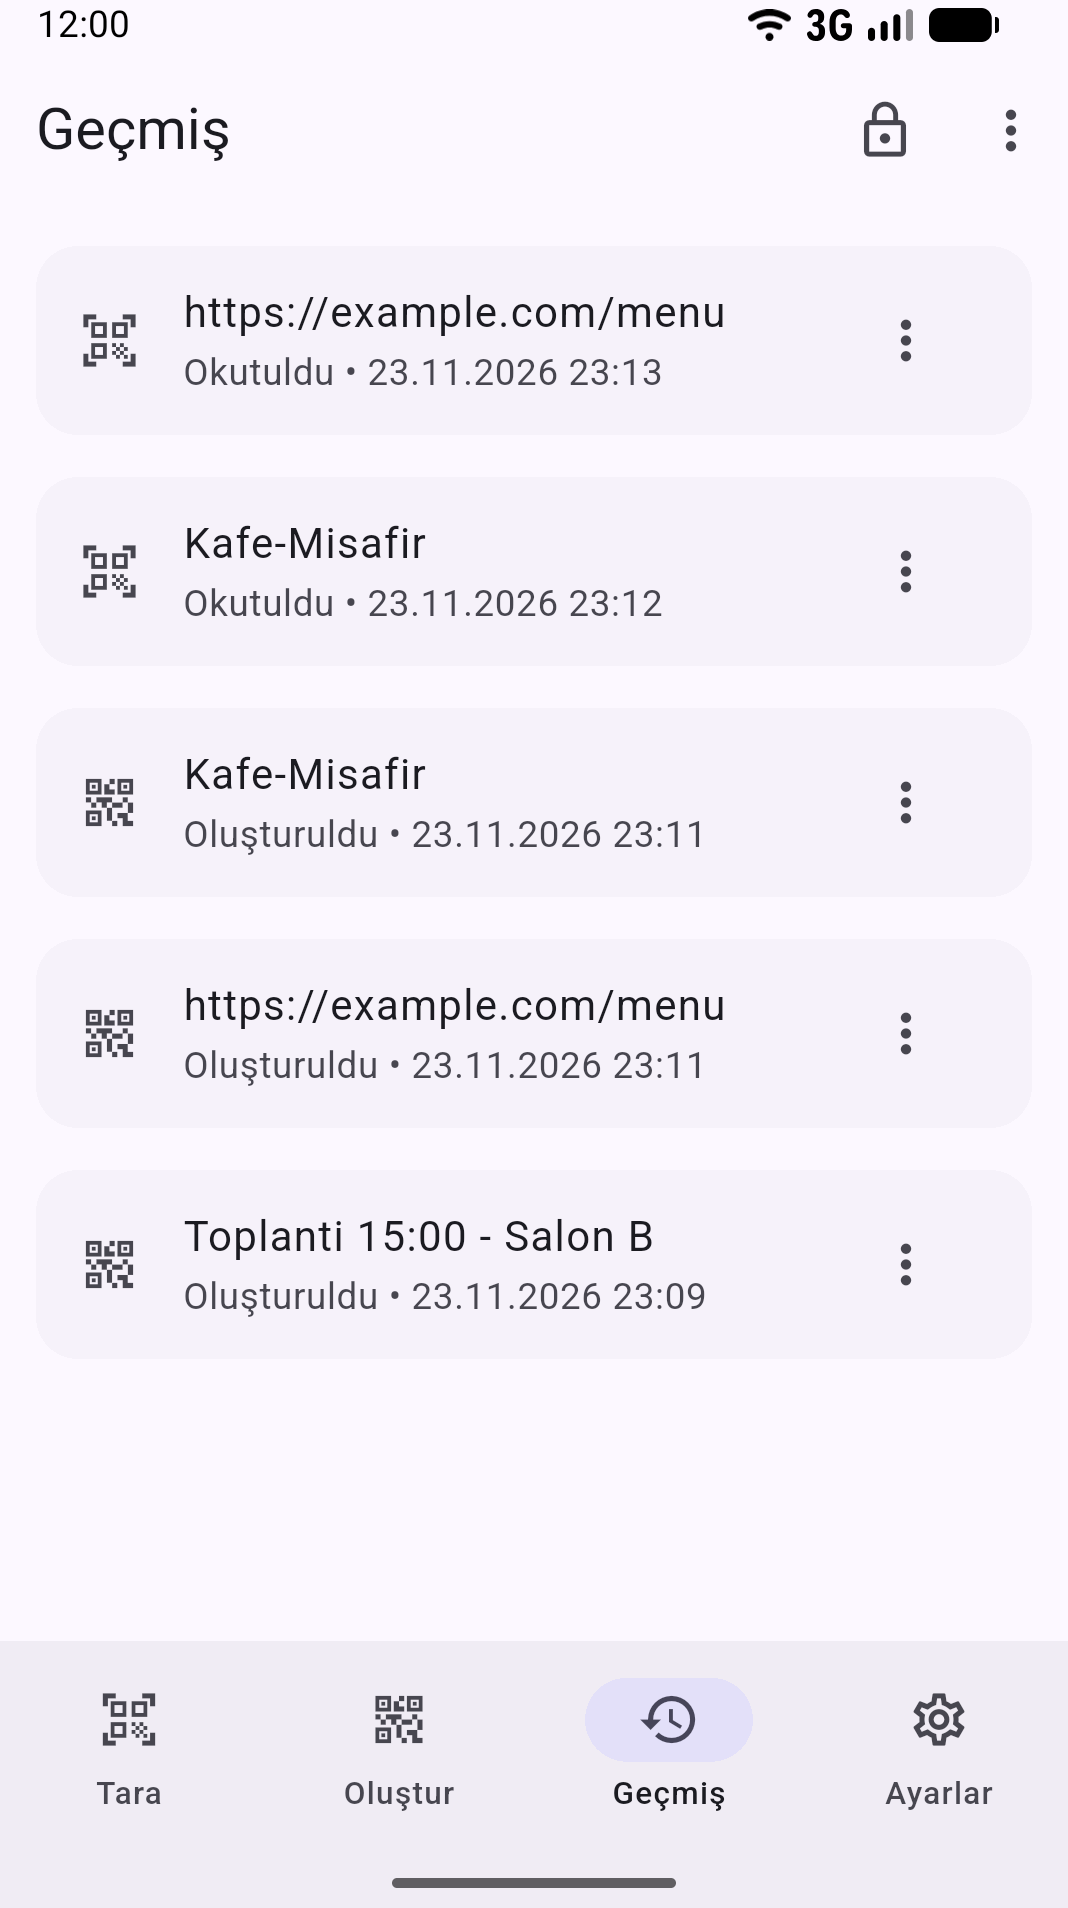 12:00
3G
Geçmiş
https://example.com/menu
Okutuldu • 23.11.2026 23:13
Kafe-Misafir
Okutuldu • 23.11.2026 23:12
Kafe-Misafir
Oluşturuldu • 23.11.2026 23:11
https://example.com/menu
Oluşturuldu • 23.11.2026 23:11
Toplanti 15:00 - Salon B
Oluşturuldu • 23.11.2026 23:09
Tara
Oluştur
Geçmiş
Ayarlar